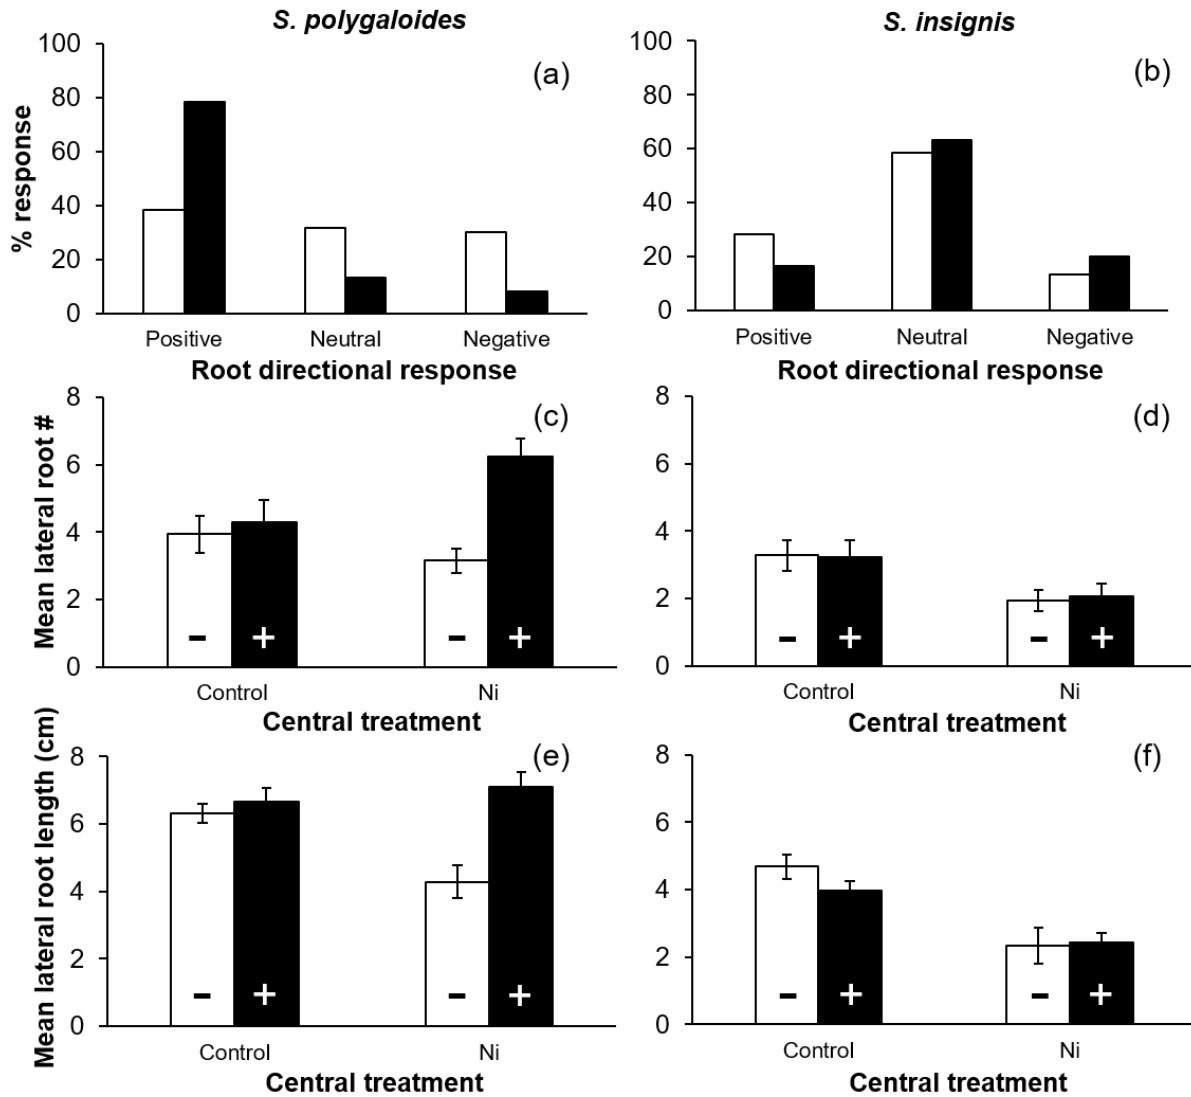 S. polygaloides
(a)
% response
100
80
60
40
20
0
Positive Neutral Negative
Root directional response
S. insignis
(b)
100
80
60
40
20
0
Positive Neutral Negative
Root directional response
(c)
Mean lateral root #
8
6
4
2
0
- + - +
Control Ni
Central treatment
(d)
8
6
4
2
0
- + - +
Control Ni
Central treatment
(e)
Mean lateral root length (cm)
8
6
4
2
0
- + - +
Control Ni
Central treatment
(f)
8
6
4
2
0
- + - +
Control Ni
Central treatment